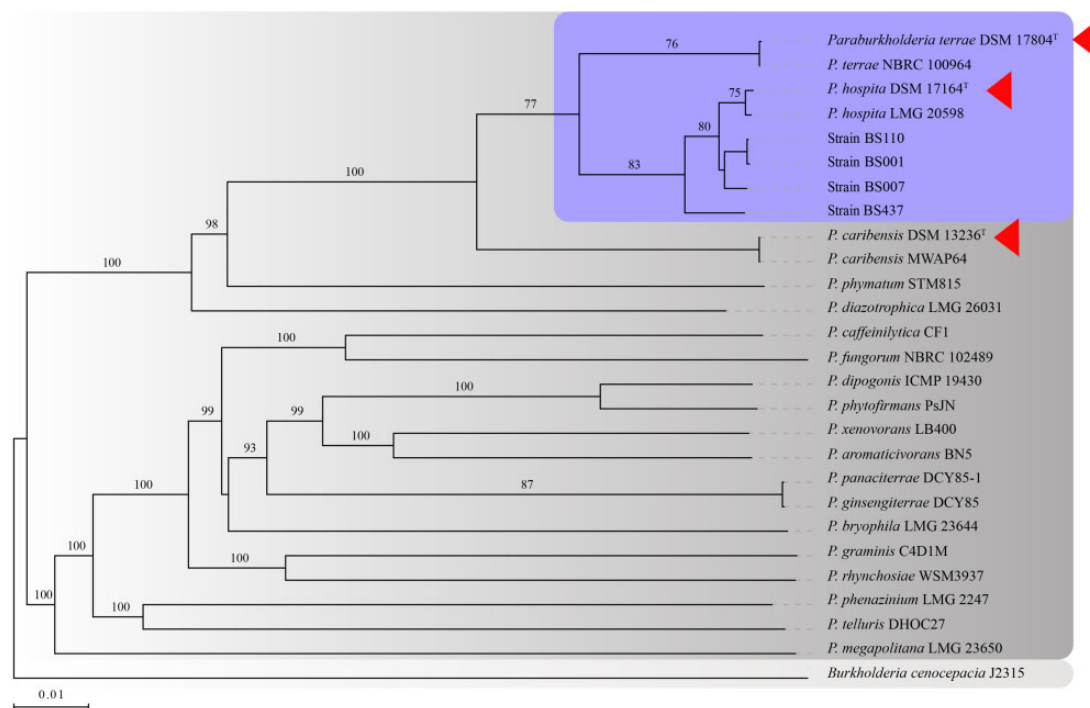 76
Paraburkholderia terrae DSM 17804ᵀ
P. terrae NBRC 100964
75
P. hospita DSM 17164ᵀ
77
P. hospita LMG 20598
80
Strain BS110
Strain BS001
83
100
Strain BS007
Strain BS437
98
P. caribensis DSM 13236ᵀ
P. caribensis MWAP64
100
P. phymatum STM815
P. diazotrophica LMG 26031
P. caffeinilytica CF1
100
P. fungorum NBRC 102489
P. dipogonis ICMP 19430
100
P. phytofirmans PsJN
99
99
P. xenovorans LB400
100
P. aromaticivorans BN5
93
P. panaciterrae DCY85-1
87
100
P. ginsengiterrae DCY85
P. bryophila LMG 23644
100
P. graminis C4D1M
100
P. rhynchosiae WSM3937
100
P. phenazinium LMG 2247
100
P. telluris DHOC27
P. megapolitana LMG 23650
Burkholderia cenocepacia J2315
0.01